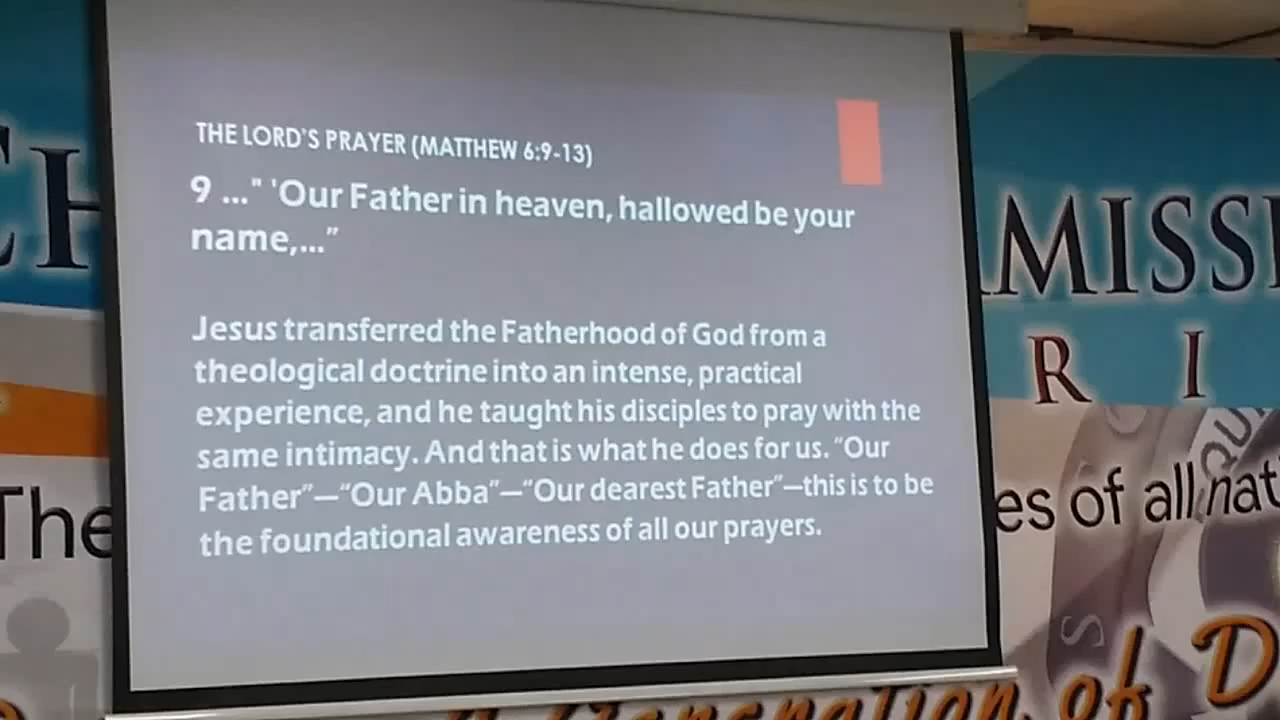 THE LORD'S PRAYER (MATTHEW 6:9-13)
9 ..." 'Our Father in heaven, hallowed be your
name,..."
Jesus transferred the Fatherhood of God from a
theological doctrine into an intense, practical
experience, and he taught his disciples to pray with the
same intimacy. And that is what he does for us. "Our
Father"—"Our Abba"—"Our dearest Father"—this is to be
the foundational awareness of all our prayers.
MISSI
R I
The
es of all nat
of D